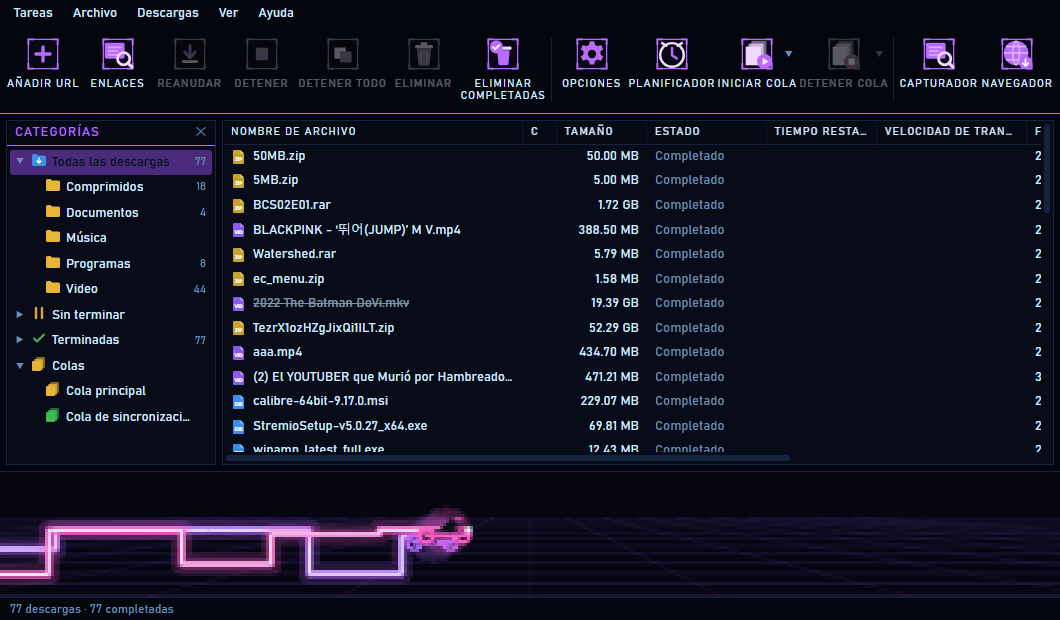 Tareas Archivo Descargas Ver Ayuda
AÑADIR URL ENLACES REANUDAR DETENER DETENER TODO ELIMINAR ELIMINAR COMPLETADAS OPCIONES PLANIFICADOR INICIAR COLA DETENER COLA CAPTURADOR NAVEGADOR
CATEGORÍAS
Todas las descargas 77
Comprimidos 18
Documentos 4
Música
Programas 8
Video 44
Sin terminar
Terminadas 77
Colas
Cola principal
Cola de sincronizaci...
NOMBRE DE ARCHIVO C TAMAÑO ESTADO TIEMPO RESTA... VELOCIDAD DE TRAN... F
50MB.zip 50.00 MB Completado 2
5MB.zip 5.00 MB Completado 2
BCS02E01.rar 1.72 GB Completado 2
BLACKPINK - ‘뛰어(JUMP)’ M V.mp4 388.50 MB Completado 2
Watershed.rar 5.79 MB Completado 2
ec_menu.zip 1.58 MB Completado 2
2022 The Batman DoVi.mkv 19.39 GB Completado 2
TezrX1ozHZgJixQi1ILT.zip 52.29 GB Completado 2
aaa.mp4 434.70 MB Completado 2
(2) El YOUTUBER que Murió por Hambreado... 471.21 MB Completado 3
calibre-64bit-9.17.0.msi 229.07 MB Completado 2
StremioSetup-v5.0.27_x64.exe 69.81 MB Completado 2
winamp_latest_full.exe 12.43 MB Completado 2
77 descargas · 77 completadas